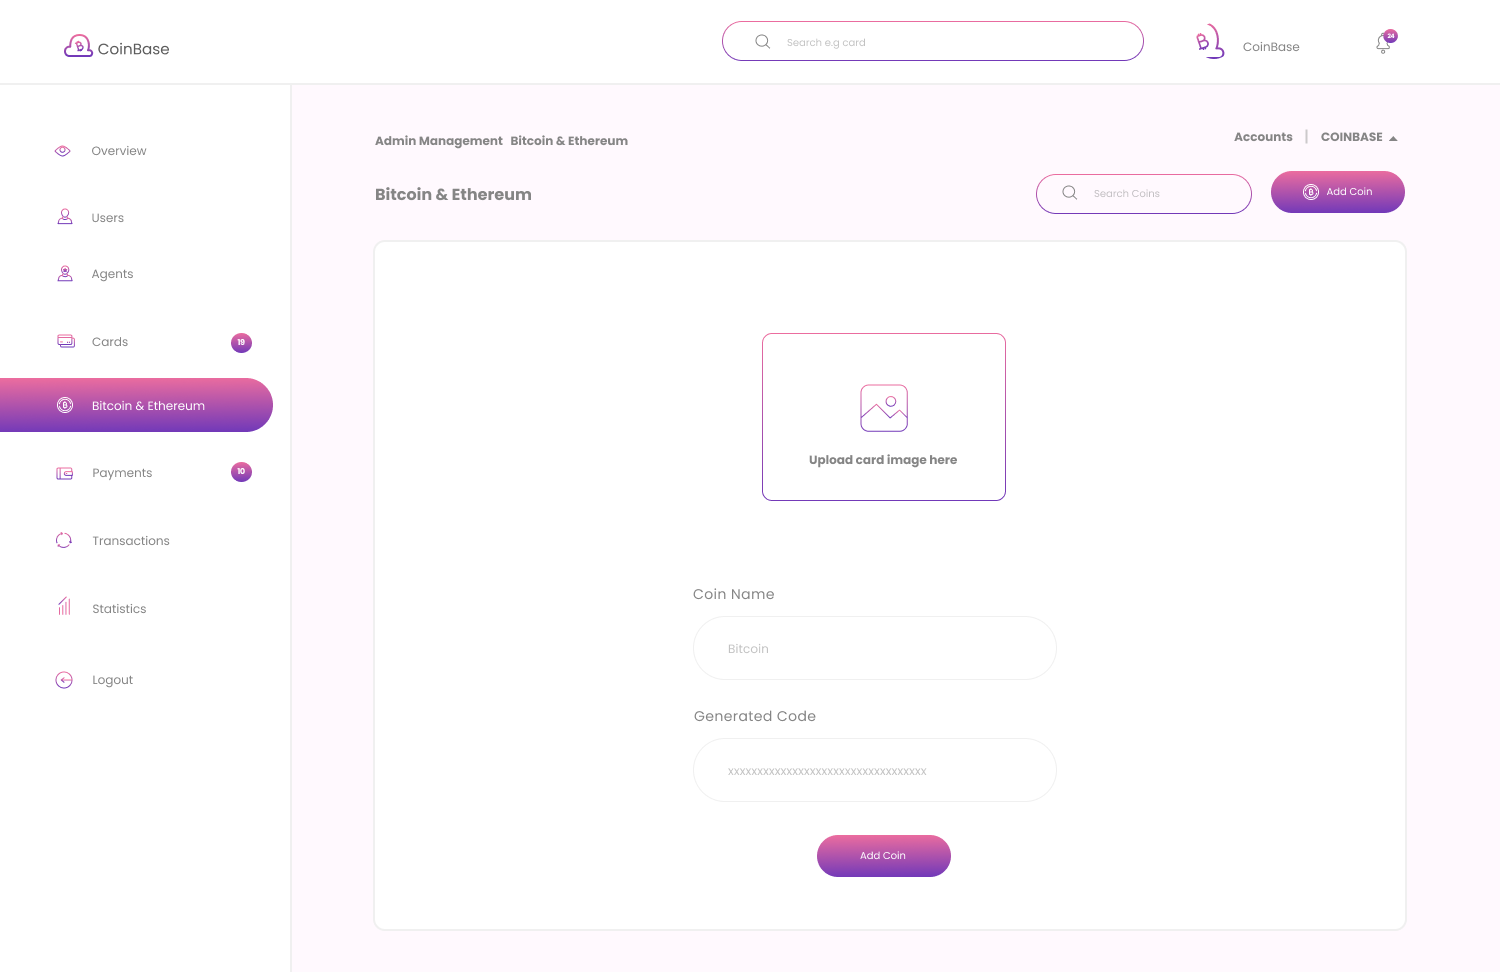 CoinBase
Search e.g card
CoinBase
24
Overview
Users
Agents
Cards
19
Bitcoin & Ethereum
Payments
10
Transactions
Statistics
Logout
Admin Management Bitcoin & Ethereum
Accounts | COINBASE
Bitcoin & Ethereum
Search Coins
Add Coin
Upload card image here
Coin Name
Bitcoin
Generated Code
xxxxxxxxxxxxxxxxxxxxxxxxxxxxxxxxxx
Add Coin